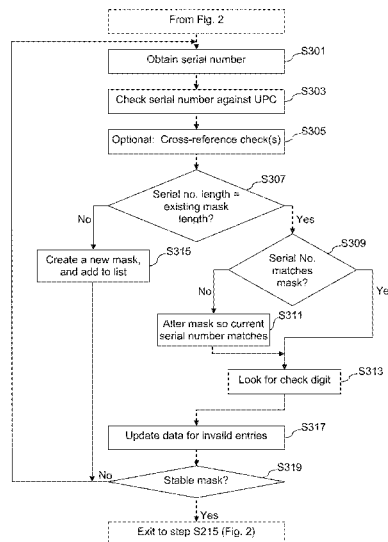 From Fig. 2
Obtain serial number
S301
Check serial number against UPC
S303
Optional: Cross-reference check(s)
S305
Serial no. length =
existing mask
length?
S307
No
Yes
Create a new mask,
and add to list
S315
Serial No.
matches
mask?
S309
No
Yes
Alter mask so current
serial number matches
S311
Look for check digit
S313
Update data for invalid entries
S317
Stable mask?
S319
No
Yes
Exit to step S215 (Fig. 2)